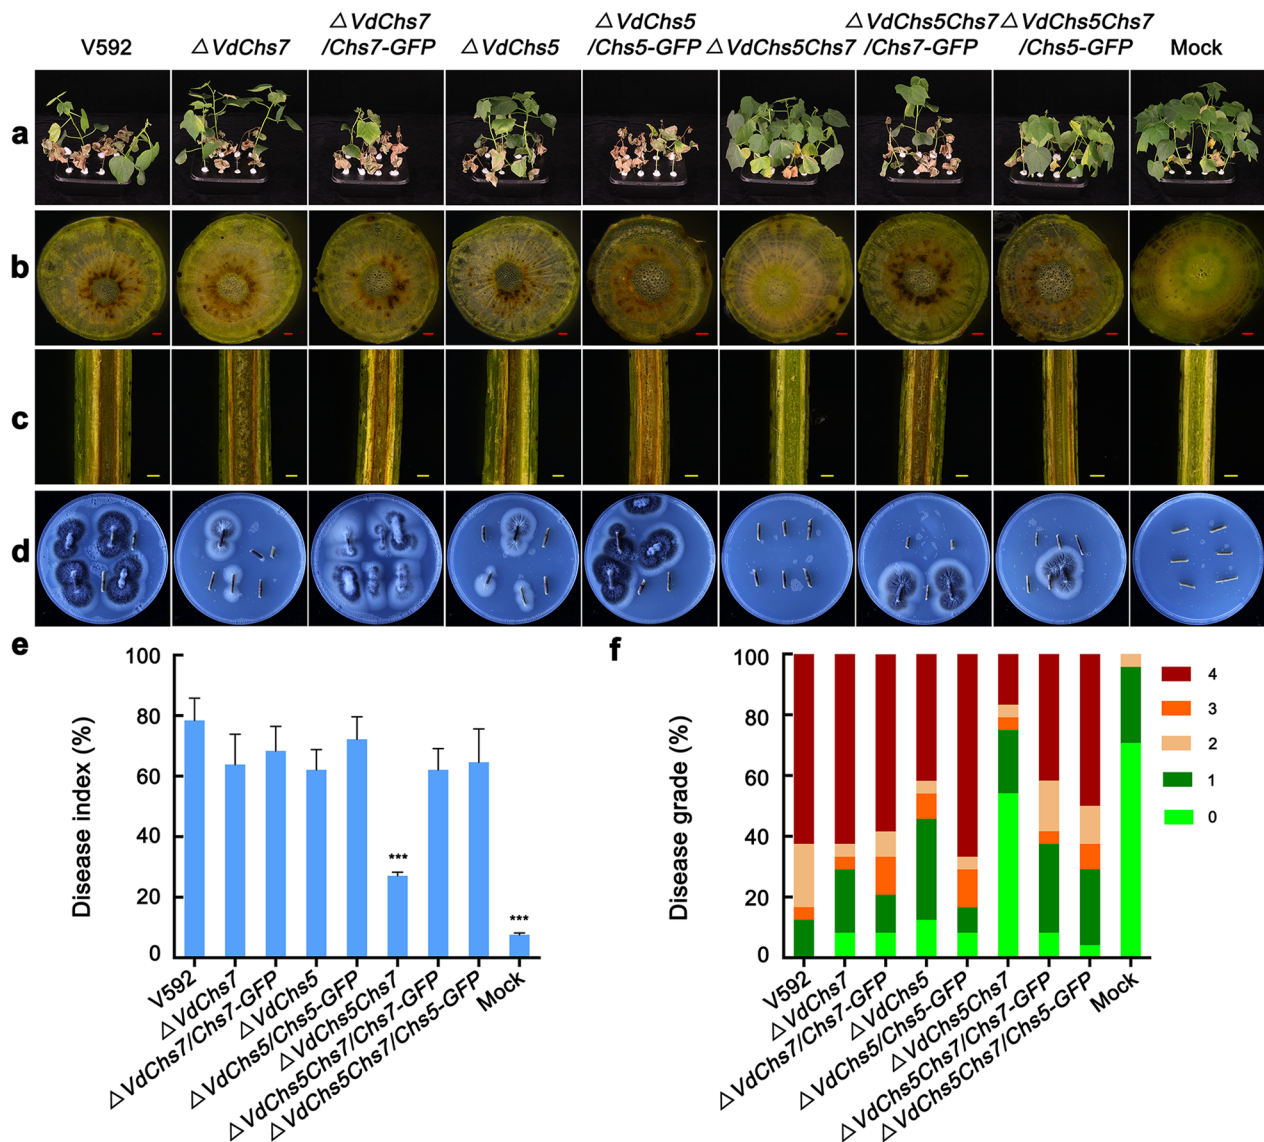 △VdChs7 △VdChs5 △VdChs5Chs7 △VdChs5Chs7
V592 △VdChs7 /Chs7-GFP △VdChs5 /Chs5-GFP △VdChs5Chs7 /Chs7-GFP /Chs5-GFP Mock
a
b
c
d
e
Disease index (%)
100
80
60
40
20
0
***
***
V592
△VdChs7
△VdChs7/Chs7-GFP
△VdChs5
△VdChs5/Chs5-GFP
△VdChs5Chs7
△VdChs5Chs7/Chs7-GFP
△VdChs5Chs7/Chs5-GFP
Mock
f
Disease grade (%)
100
80
60
40
20
0
4
3
2
1
0
V592
△VdChs7
△VdChs7/Chs7-GFP
△VdChs5
△VdChs5/Chs5-GFP
△VdChs5Chs7
△VdChs5Chs7/Chs7-GFP
△VdChs5Chs7/Chs5-GFP
Mock